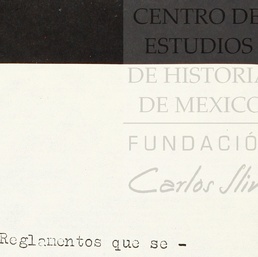 CENTRO DE
ESTUDIOS
DE HISTORIA
DE MEXICO
FUNDACIÓ
Carlos Slim
Reglamentos que se -